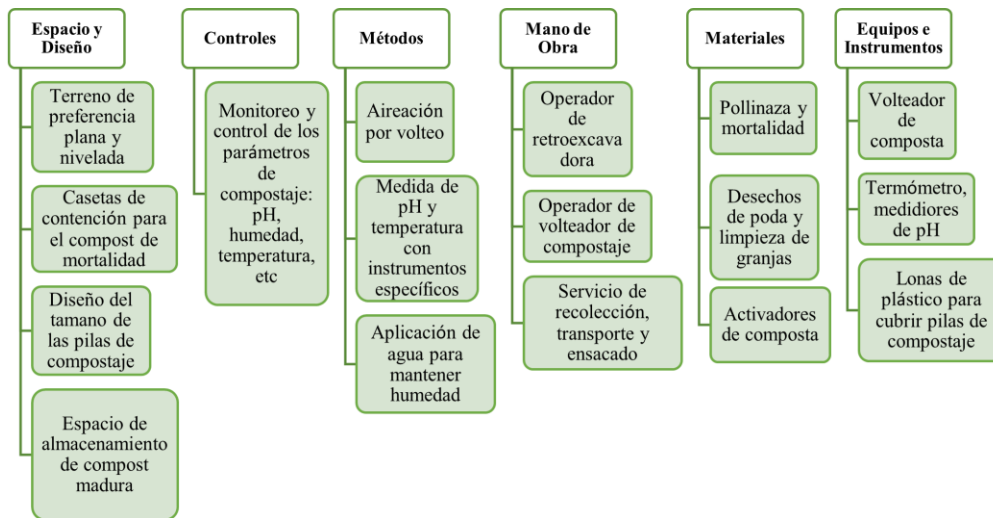 Espacio y
Diseño
Terreno de
preferencia
plana y
nivelada
Casetas de
contención para
el compost de
mortalidad
Diseño del
tamano de
las pilas de
compostaje
Espacio de
almacenamiento
de compost
madura
Controles
Monitoreo y
control de los
parámetros
de
compostaje:
pH,
humedad,
temperatura,
etc
Métodos
Aireación
por volteo
Medida de
pH y
temperatura
con
instrumentos
específicos
Aplicación de
agua para
mantener
humedad
Mano de
Obra
Operador
de
retroexcava
dora
Operador de
volteador de
compostaje
Servicio de
recolección,
transporte y
ensacado
Materiales
Pollinaza y
mortalidad
Desechos
de poda y
limpieza de
granjas
Activadores
de composta
Equipos e
Instrumentos
Volteador
de
composta
Termómetro,
medidiores
de pH
Lonas de
plástico para
cubrir pilas de
compostaje